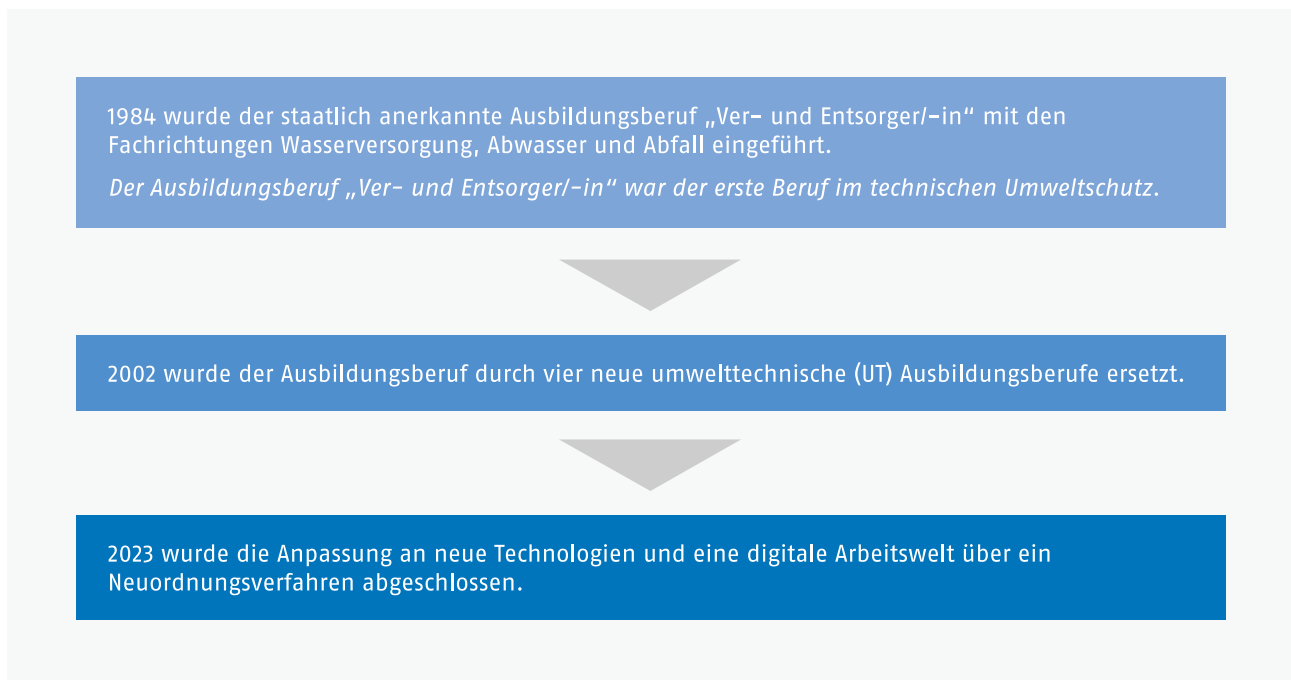 1984 wurde der staatlich anerkannte Ausbildungsberuf „Ver- und Entsorger/-in“ mit den
Fachrichtungen Wasserversorgung, Abwasser und Abfall eingeführt.
Der Ausbildungsberuf „Ver- und Entsorger/-in“ war der erste Beruf im technischen Umweltschutz.
2002 wurde der Ausbildungsberuf durch vier neue umwelttechnische (UT) Ausbildungsberufe ersetzt.
2023 wurde die Anpassung an neue Technologien und eine digitale Arbeitswelt über ein
Neuordnungsverfahren abgeschlossen.